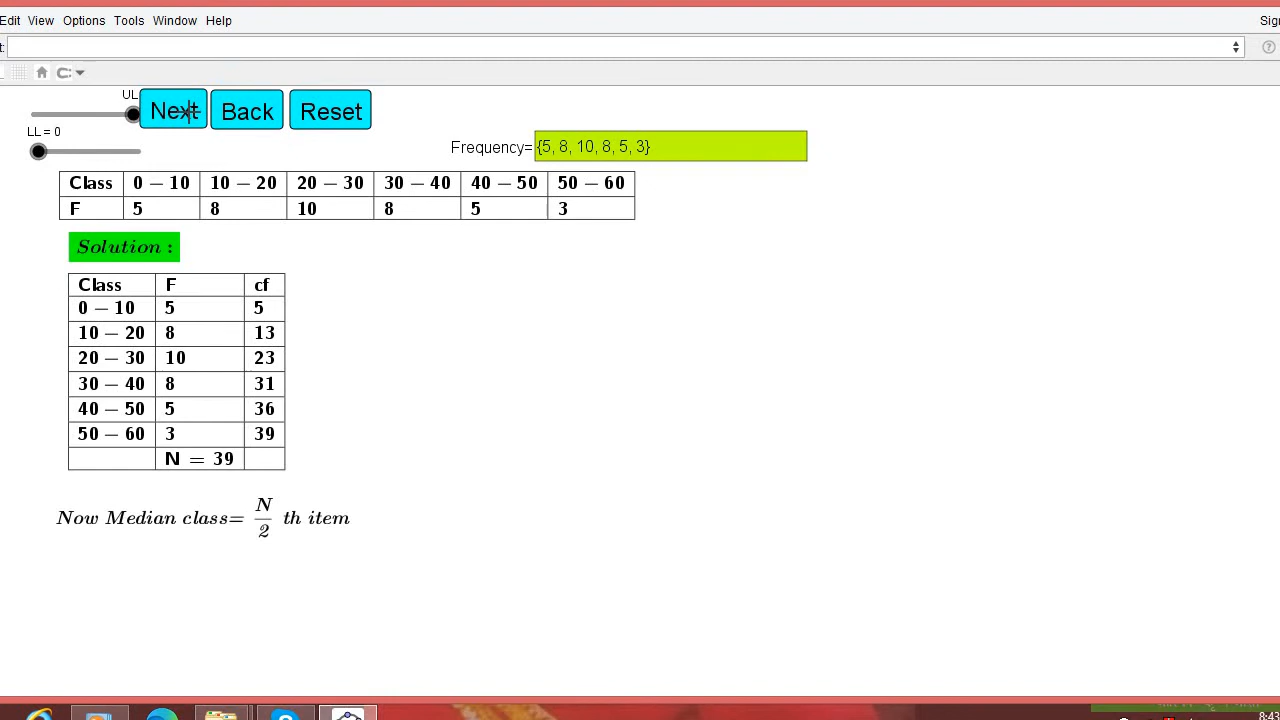 Edit View Options Tools Window Help
UL
Next Back Reset
LL = 0
Frequency= {5, 8, 10, 8, 5, 3}
Class 0 – 10 10 – 20 20 – 30 30 – 40 40 – 50 50 – 60
F 5 8 10 8 5 3
Solution :
Class F cf
0 – 10 5 5
10 – 20 8 13
20 – 30 10 23
30 – 40 8 31
40 – 50 5 36
50 – 60 3 39
N = 39
Now Median class= N/2 th item